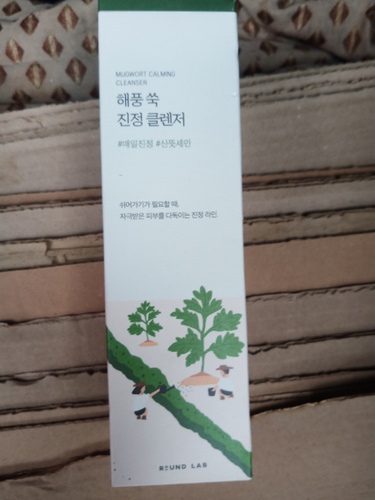 MUGWORT CALMING
CLEANSER
해풍 쑥
진정 클렌저
#데일진정 #산뜻세안
쉬어가기가 필요할 때,
자극받은 피부를 다독이는 진정 라인.
ROUND LAB